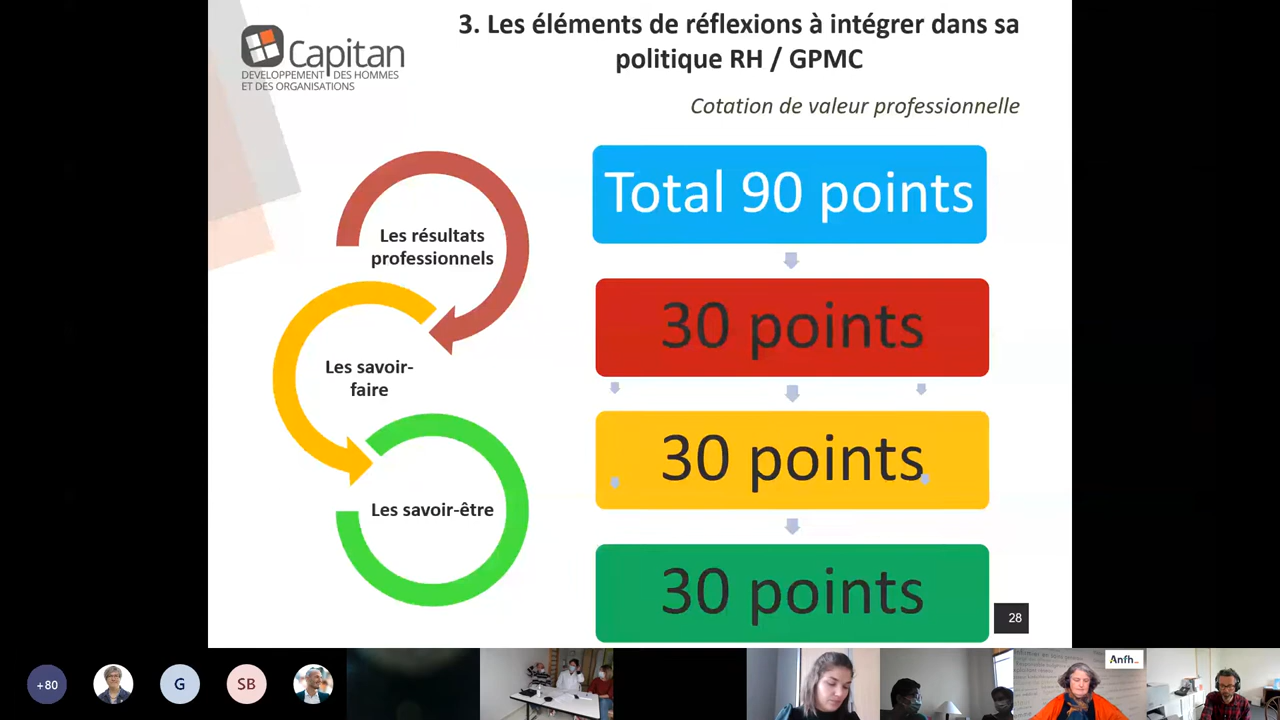 Capitan
DEVELOPPEMENT DES HOMMES
ET DES ORGANISATIONS
3. Les éléments de réflexions à intégrer dans sa
politique RH / GPMC
Cotation de valeur professionnelle
Les résultats
professionnels
Les savoir-
faire
Les savoir-être
Total 90 points
30 points
30 points
30 points
28
+80
G
SB
Anfh...